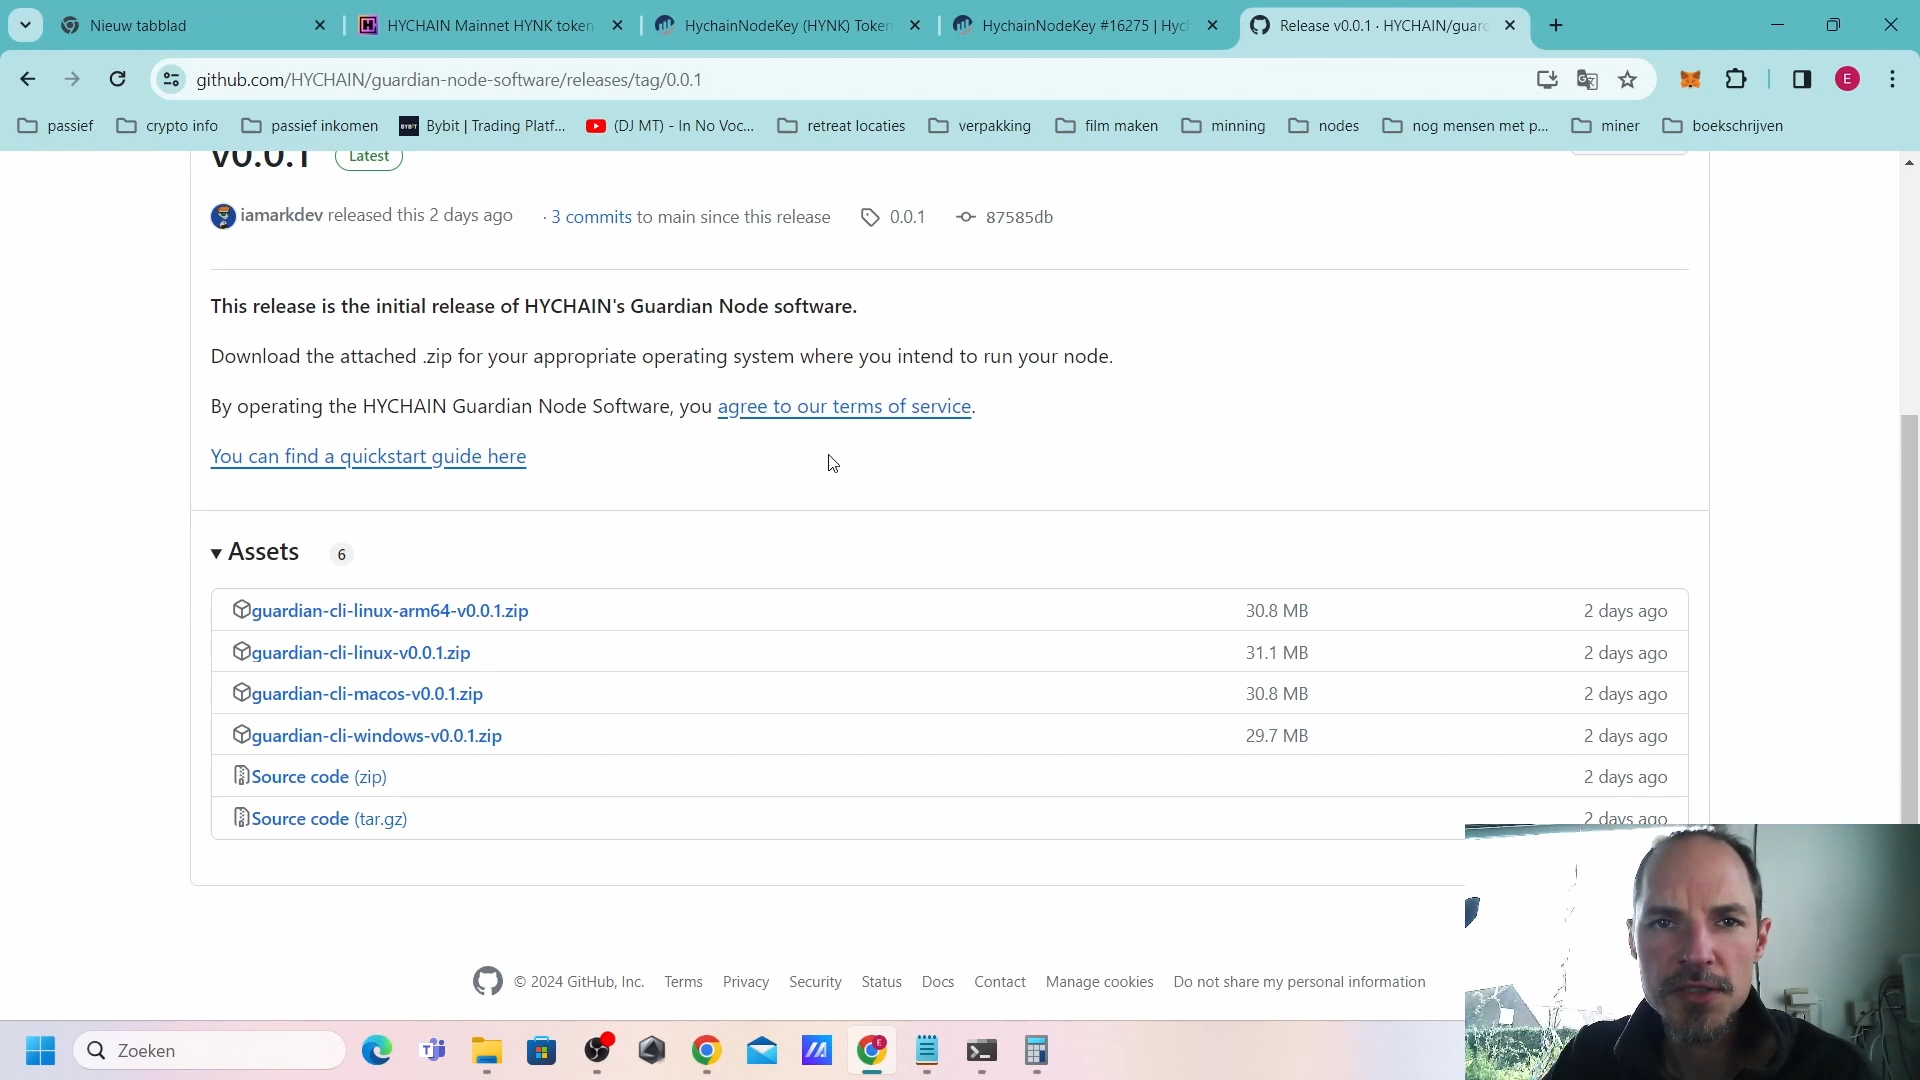 Nieuw tabblad
HYCHAIN Mainnet HYNK token
HychainNodeKey (HYNK) Token
HychainNodeKey #16275 | Hych
Release v0.0.1 · HYCHAIN/guard
github.com/HYCHAIN/guardian-node-software/releases/tag/0.0.1
E
passief
crypto info
passief inkomen
BYBIT
Bybit | Trading Platf...
(DJ MT) - In No Voc...
retreat locaties
verpakking
film maken
minning
nodes
nog mensen met p...
miner
boekschrijven
v0.0.1
Latest
iamarkdev released this 2 days ago
· 3 commits to main since this release
0.0.1
87585db
This release is the initial release of HYCHAIN's Guardian Node software.
Download the attached .zip for your appropriate operating system where you intend to run your node.
By operating the HYCHAIN Guardian Node Software, you agree to our terms of service.
You can find a quickstart guide here
Assets 6
guardian-cli-linux-arm64-v0.0.1.zip 30.8 MB 2 days ago
guardian-cli-linux-v0.0.1.zip 31.1 MB 2 days ago
guardian-cli-macos-v0.0.1.zip 30.8 MB 2 days ago
guardian-cli-windows-v0.0.1.zip 29.7 MB 2 days ago
Source code (zip) 2 days ago
Source code (tar.gz) 2 days ago
© 2024 GitHub, Inc. Terms Privacy Security Status Docs Contact Manage cookies Do not share my personal information
Zoeken